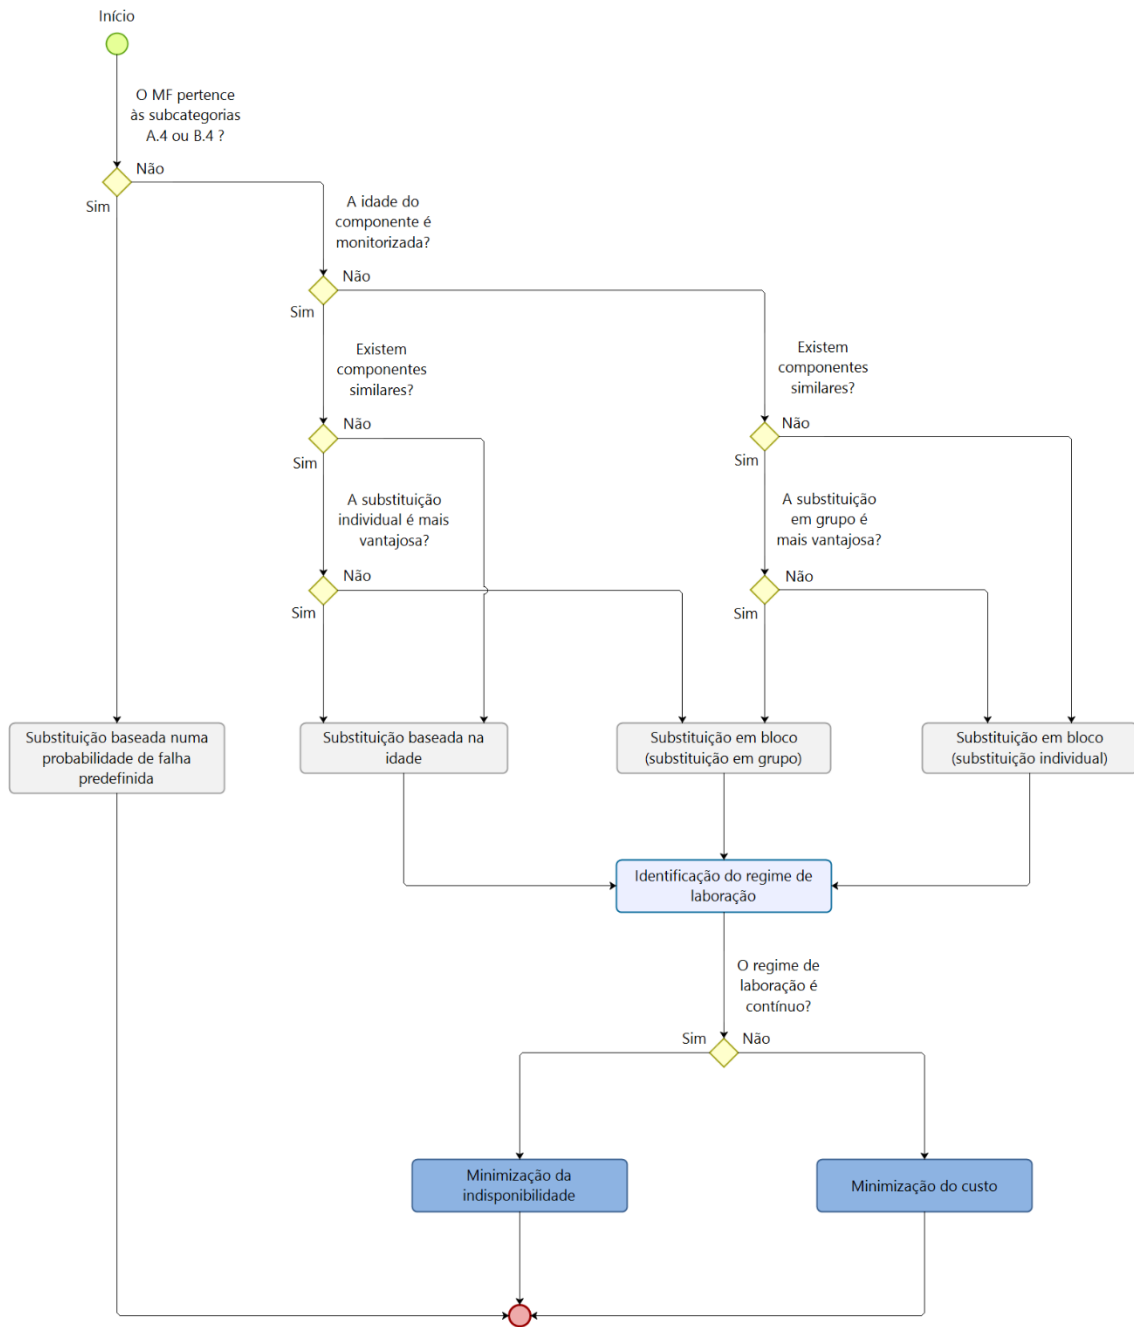 Início
O MF pertence
às subcategorias
A.4 ou B.4 ?
Não
Sim
A idade do
componente é
monitorizada?
Não
Sim
Existem
componentes
similares?
Existem
componentes
similares?
Não
Sim
Não
Sim
A substituição
individual é mais
vantajosa?
A substituição
em grupo é
mais vantajosa?
Não
Sim
Não
Sim
Substituição baseada numa
probabilidade de falha
predefinida
Substituição baseada na
idade
Substituição em bloco
(substituição em grupo)
Substituição em bloco
(substituição individual)
Identificação do regime de
laboração
O regime de
laboração é
contínuo?
Sim
Não
Minimização da
indisponibilidade
Minimização do custo